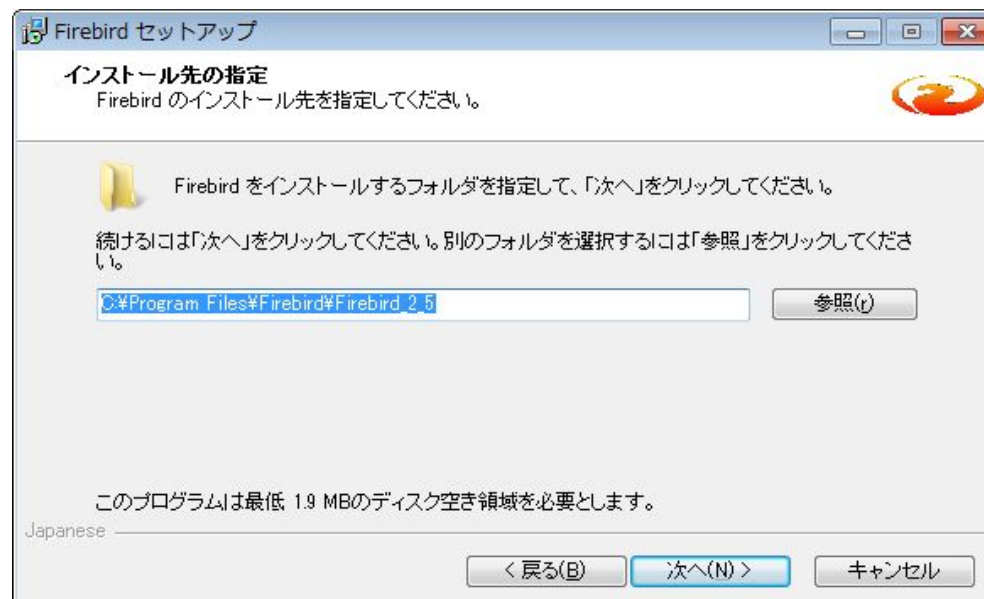 Firebird セットアップ
インストール先の指定
Firebird のインストール先を指定してください。
Firebird をインストールするフォルダを指定して、「次へ」をクリックしてください。
続けるには「次へ」をクリックしてください。別のフォルダを選択するには「参照」をクリックしてくださ
い。
C:¥Program Files¥Firebird¥Firebird_2_5
参照(r)
このプログラムは最低 1.9 MBのディスク空き領域を必要とします。
Japanese
< 戻る(B)
次へ(N) >
キャンセル